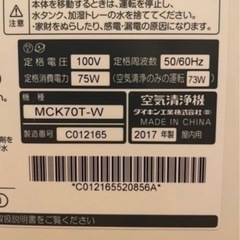 本体を移動するときは、運転を停止し、
水タンク、加湿トレーの水を捨ててください。
家財をぬらしたり、感電・漏電の原因になります。
定格電圧 100V 定格周波数 50/60Hz
定格消費電力 75W (空気清浄のみの運転 73W)
機種 MCK70T-W
製造番号 C012165
空気清浄機
ダイキン工業株式会社
2017年製 屋内用
MADE IN CHINA
*C012165520856A*